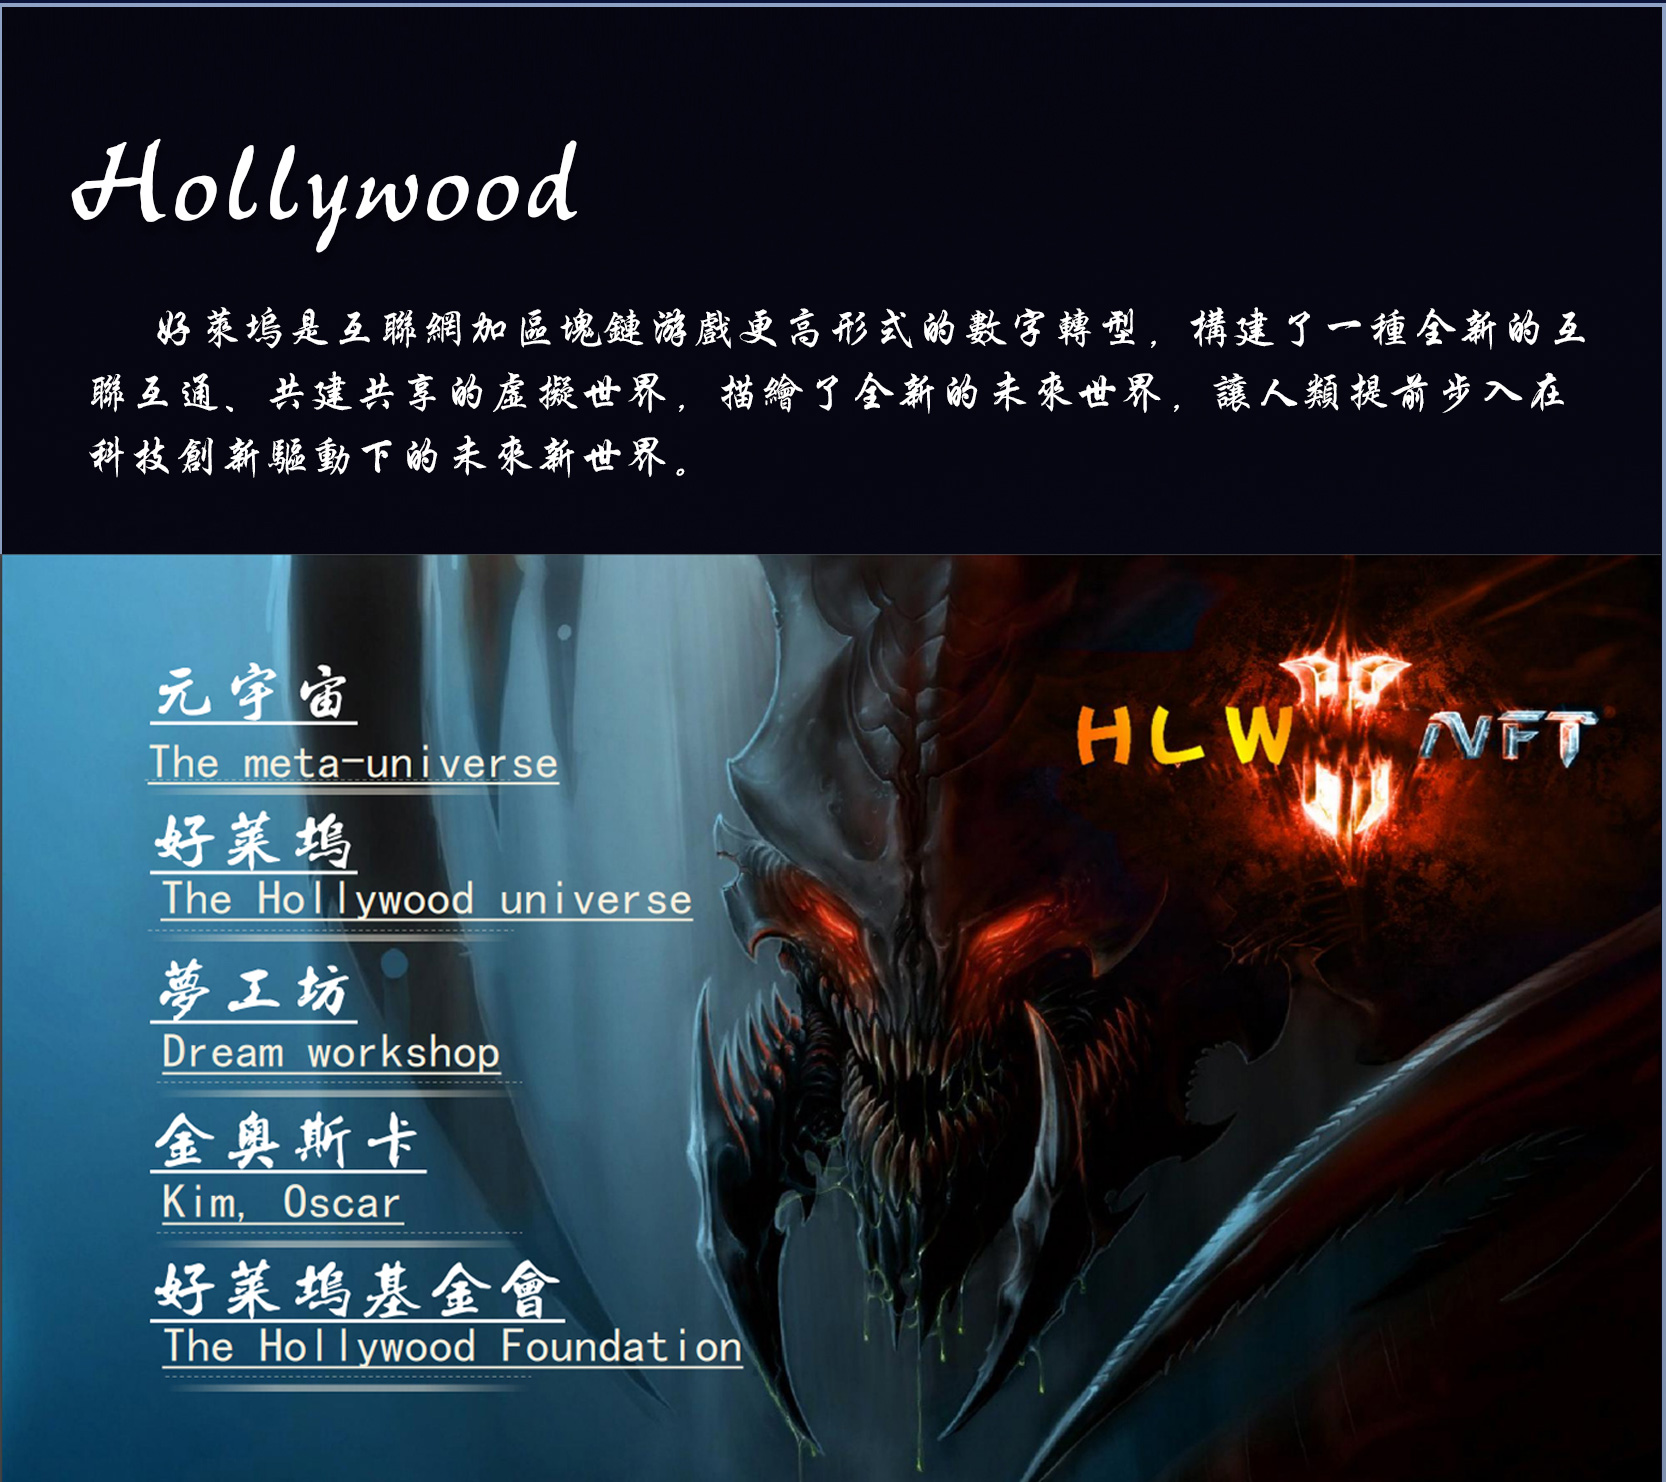 Hollywood
好萊塢是互聯網加區塊鏈游戲更高形式的數字轉型，構建了一種全新的互
聯互通、共建共享的虛擬世界，描繪了全新的未來世界，讓人類提前步入在
科技創新驅動下的未來新世界。
HLW NFT
元宇宙
The meta-universe
好萊塢
The Hollywood universe
夢工坊
Dream workshop
金奧斯卡
Kim, Oscar
好萊塢基金會
The Hollywood Foundation